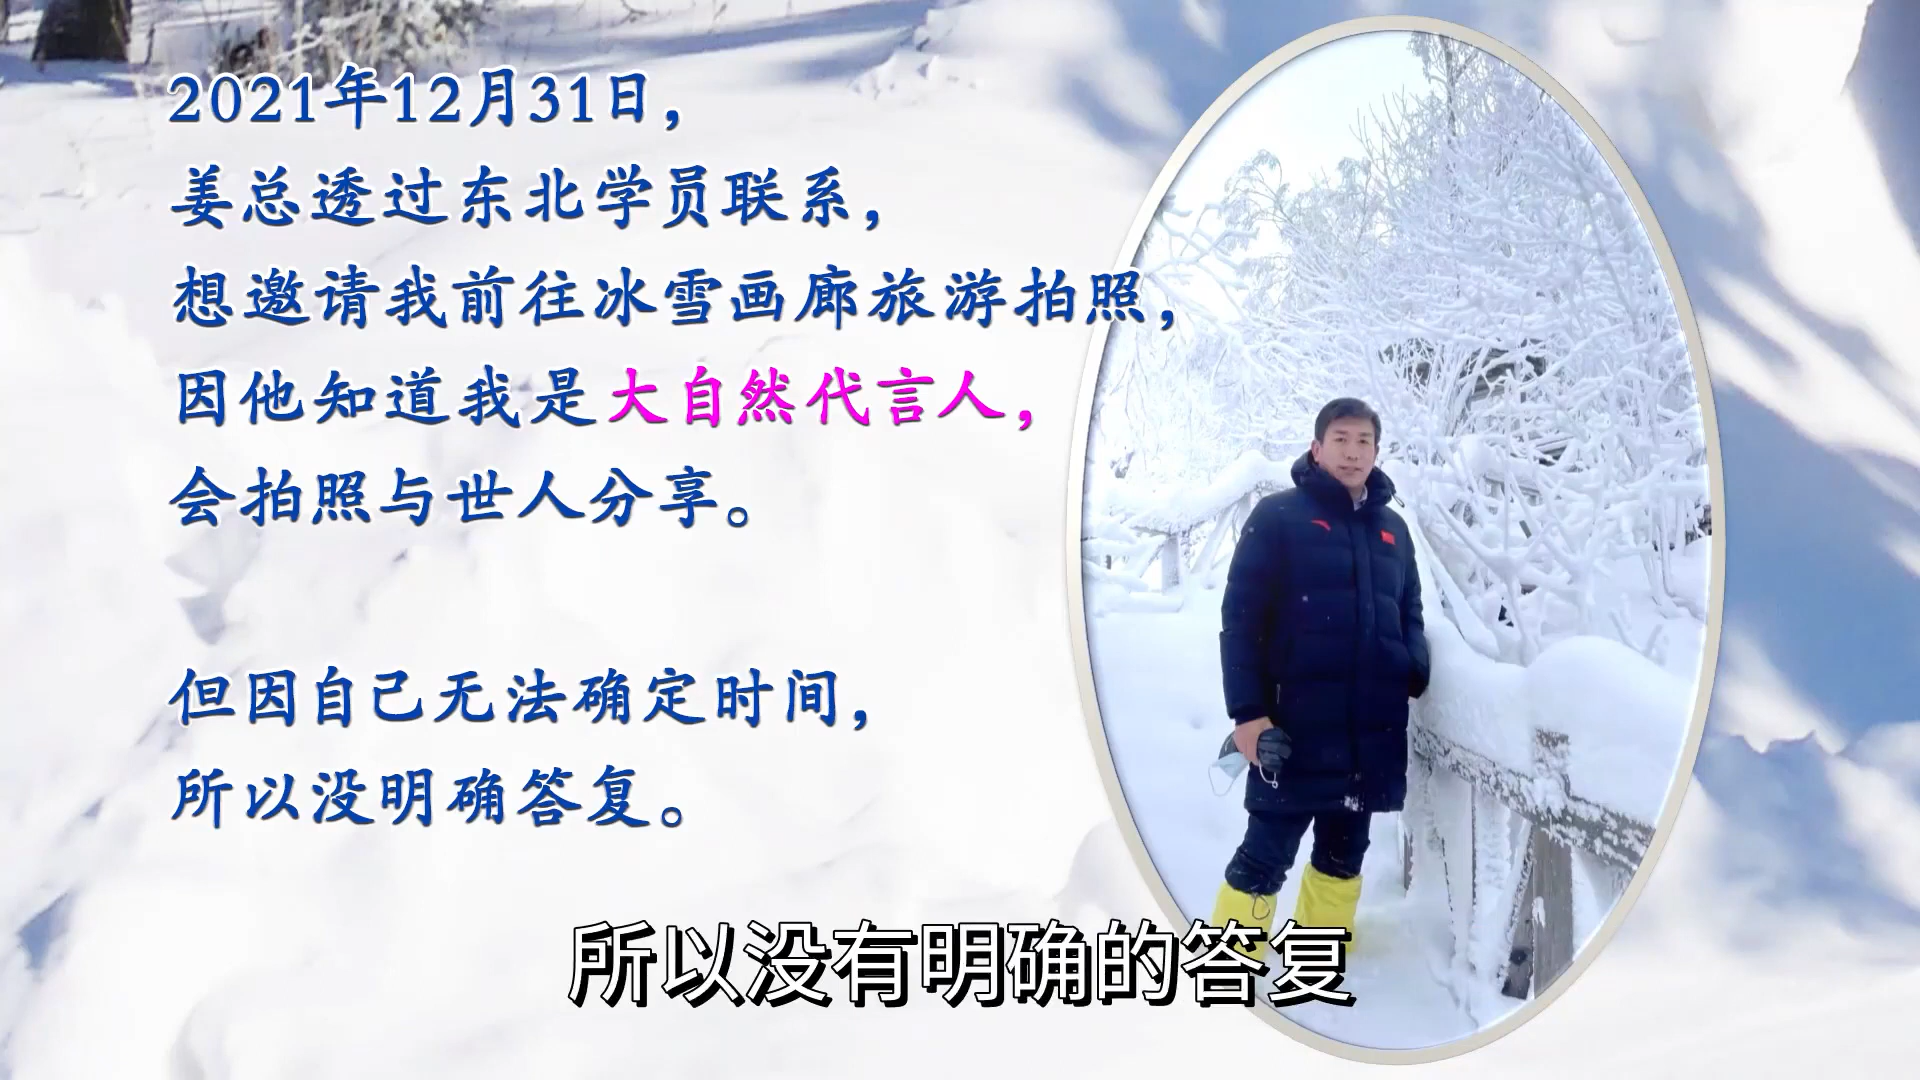 2021年12月31日，
姜总透过东北学员联系，
想邀请我前往冰雪画廊旅游拍照，
因他知道我是大自然代言人，
会拍照与世人分享。
但因自己无法确定时间，
所以没明确答复。
所以没有明确的答复